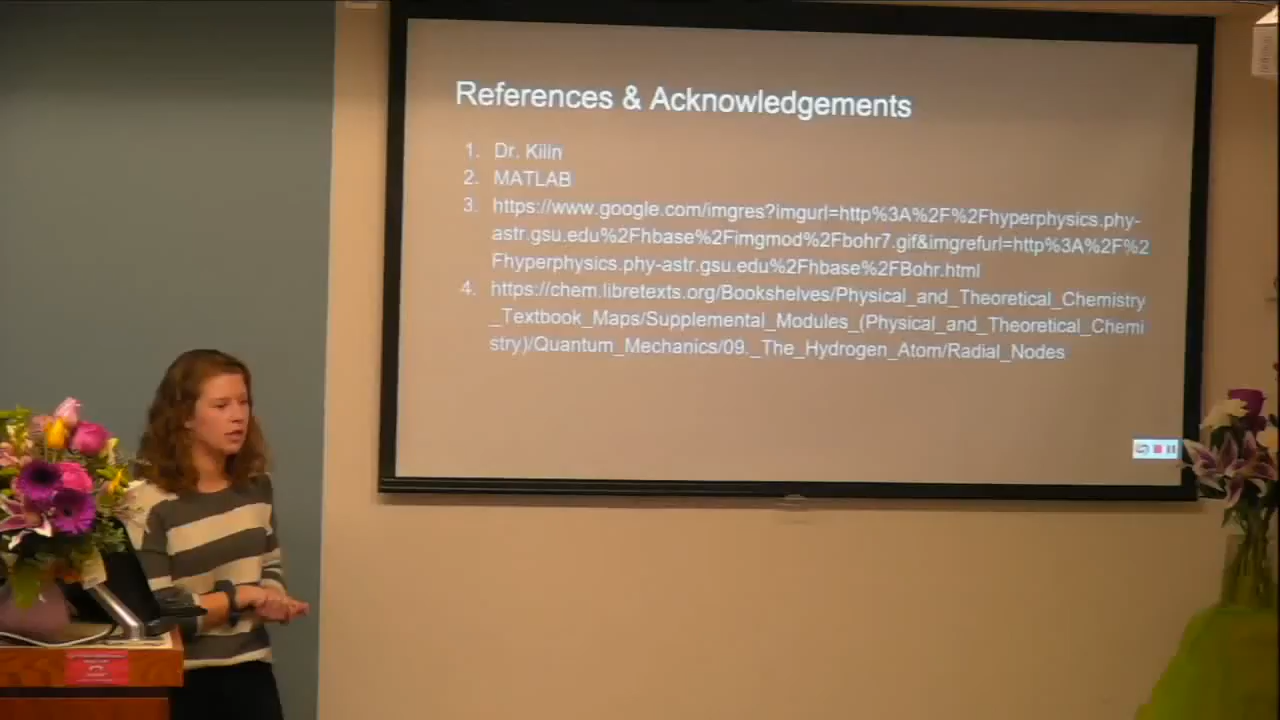 References & Acknowledgements
1. Dr. Kilin
2. MATLAB
3. https://www.google.com/imgres?imgurl=http%3A%2F%2Fhyperphysics.phy-
astr.gsu.edu%2Fhbase%2Fimgmod%2Fbohr7.gif&imgrefurl=http%3A%2F%2
Fhyperphysics.phy-astr.gsu.edu%2Fhbase%2FBohr.html
4. https://chem.libretexts.org/Bookshelves/Physical_and_Theoretical_Chemistry
_Textbook_Maps/Supplemental_Modules_(Physical_and_Theoretical_Chemi
stry)/Quantum_Mechanics/09._The_Hydrogen_Atom/Radial_Nodes